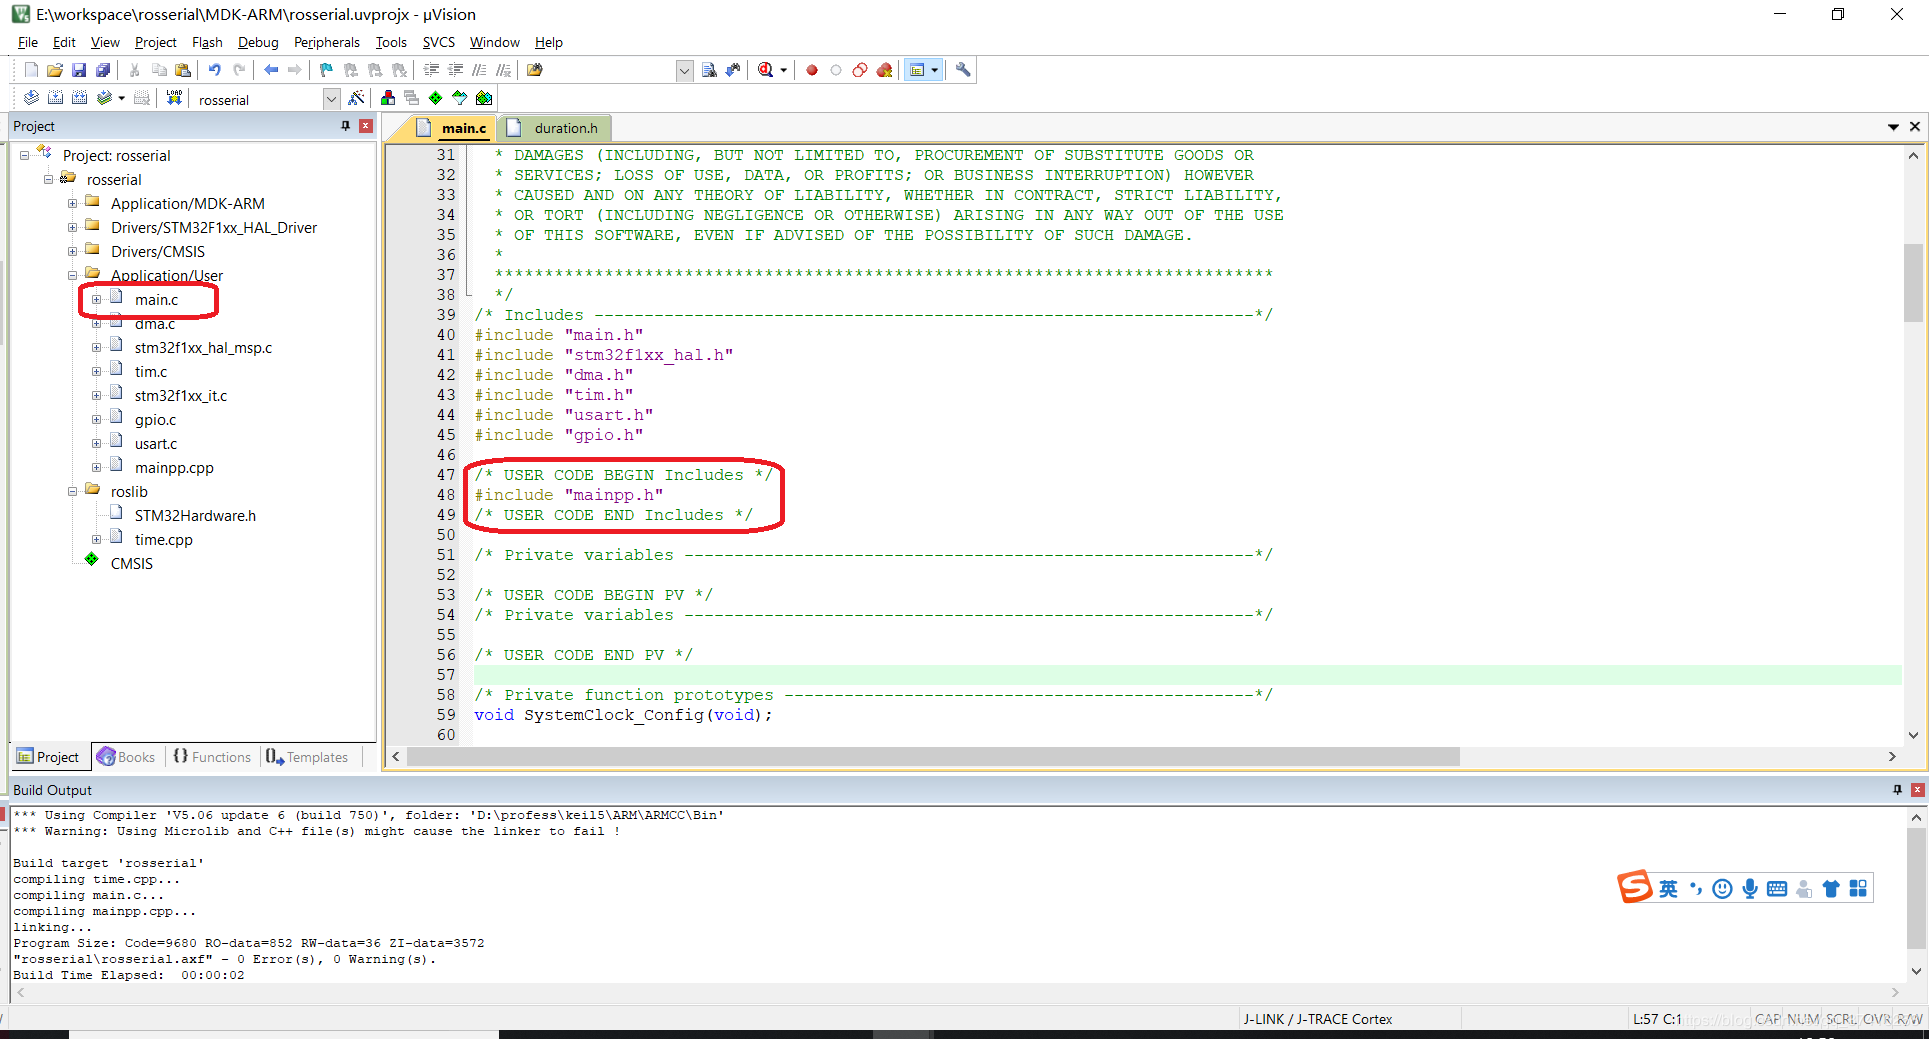 E:\workspace\rosserial\MDK-ARM\rosserial.uvprojx - µVision
File Edit View Project Flash Debug Peripherals Tools SVCS Window Help
LOAD
rosserial
Project
main.c
duration.h
Project: rosserial
rosserial
Application/MDK-ARM
Drivers/STM32F1xx_HAL_Driver
Drivers/CMSIS
Application/User
main.c
dma.c
stm32f1xx_hal_msp.c
tim.c
stm32f1xx_it.c
gpio.c
usart.c
mainpp.cpp
roslib
STM32Hardware.h
time.cpp
CMSIS
Project Books Functions Templates
31 * DAMAGES (INCLUDING, BUT NOT LIMITED TO, PROCUREMENT OF SUBSTITUTE GOODS OR
32 * SERVICES; LOSS OF USE, DATA, OR PROFITS; OR BUSINESS INTERRUPTION) HOWEVER
33 * CAUSED AND ON ANY THEORY OF LIABILITY, WHETHER IN CONTRACT, STRICT LIABILITY,
34 * OR TORT (INCLUDING NEGLIGENCE OR OTHERWISE) ARISING IN ANY WAY OUT OF THE USE
35 * OF THIS SOFTWARE, EVEN IF ADVISED OF THE POSSIBILITY OF SUCH DAMAGE.
36 *
37 ******************************************************************************
38 */
39 /* Includes ------------------------------------------------------------------*/
40 #include "main.h"
41 #include "stm32f1xx_hal.h"
42 #include "dma.h"
43 #include "tim.h"
44 #include "usart.h"
45 #include "gpio.h"
46
47 /* USER CODE BEGIN Includes */
48 #include "mainpp.h"
49 /* USER CODE END Includes */
50
51 /* Private variables ---------------------------------------------------------*/
52
53 /* USER CODE BEGIN PV */
54 /* Private variables ---------------------------------------------------------*/
55
56 /* USER CODE END PV */
57
58 /* Private function prototypes -----------------------------------------------*/
59 void SystemClock_Config(void);
60
Build Output
*** Using Compiler 'V5.06 update 6 (build 750)', folder: 'D:\profess\keil5\ARM\ARMCC\Bin'
*** Warning: Using Microlib and C++ file(s) might cause the linker to fail !
Build target 'rosserial'
compiling time.cpp...
compiling main.c...
compiling mainpp.cpp...
linking...
Program Size: Code=9680 RO-data=852 RW-data=36 ZI-data=3572
"rosserial\rosserial.axf" - 0 Error(s), 0 Warning(s).
Build Time Elapsed:  00:00:02
英
J-LINK / J-TRACE Cortex
L:57 C:1
CAP NUM SCRL OVR R/W